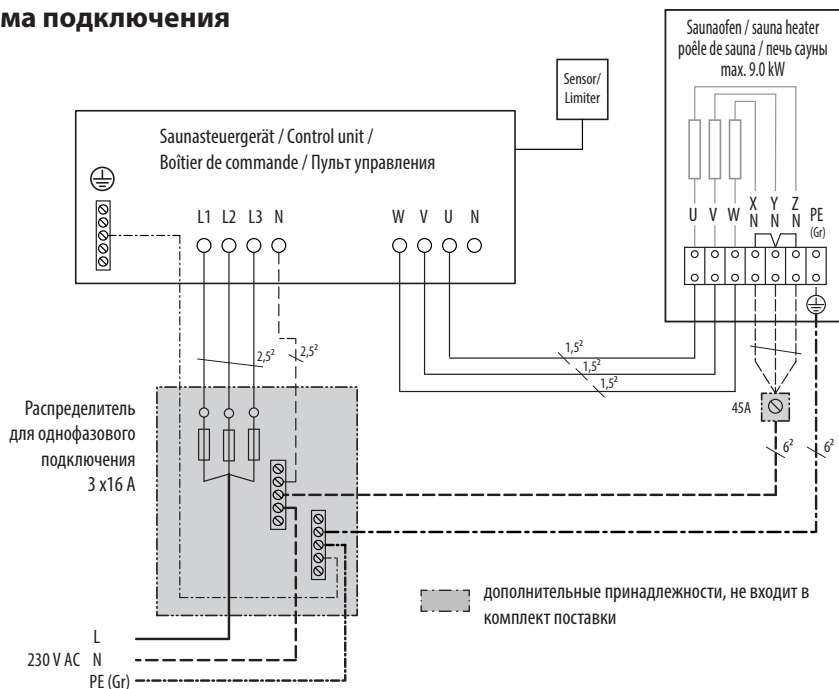 ма подключения
Saunaofen / sauna heater
poêle de sauna / печь сауны
max. 9.0 kW
Sensor/
Limiter
Saunasteuergerät / Control unit /
Boîtier de commande / Пульт управления
L1 L2 L3 N
W V U N
U V W X Y Z PE
N N N (Gr)
2,5² 2,5²
1,5²
1,5²
1,5²
45A
6² 6²
Распределитель
для однофазового
подключения
3 x16 A
дополнительные принадлежности, не входит в
комплект поставки
L
230 V AC N
PE (Gr)